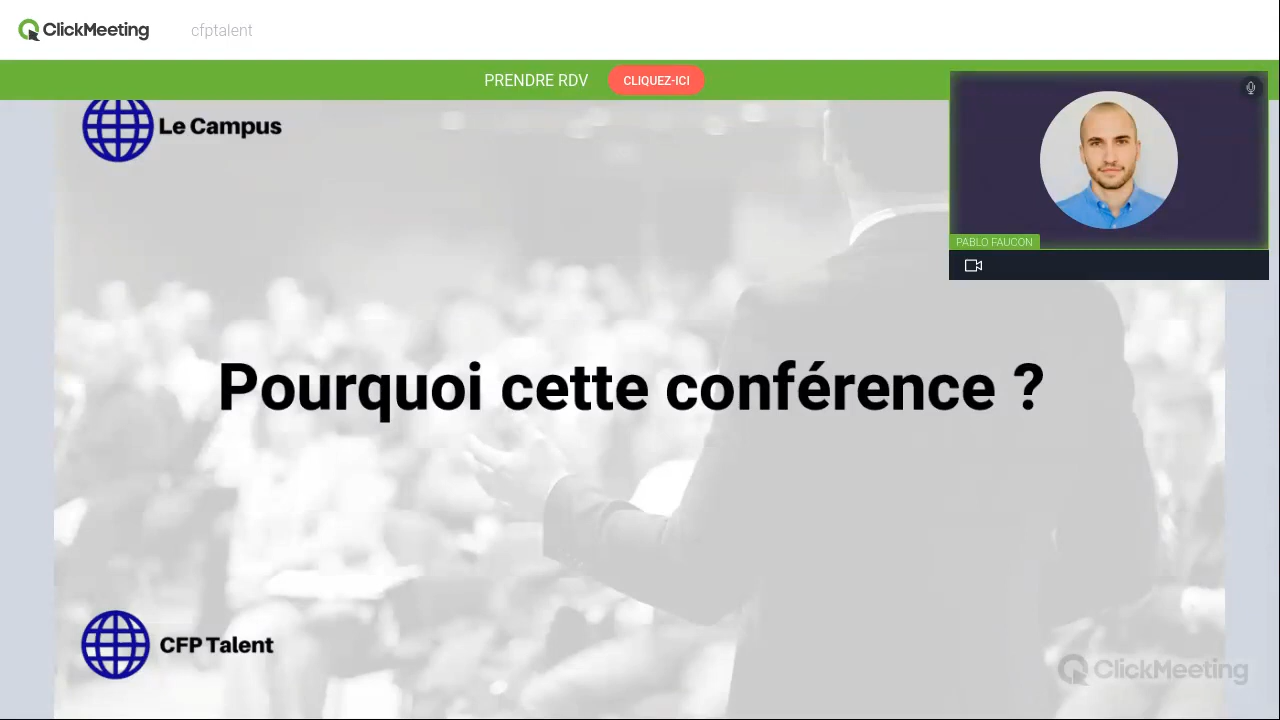 ClickMeeting cfptalent
PRENDRE RDV CLIQUEZ-ICI
Le Campus
PABLO FAUCON
Pourquoi cette conférence ?
CFP Talent
ClickMeeting